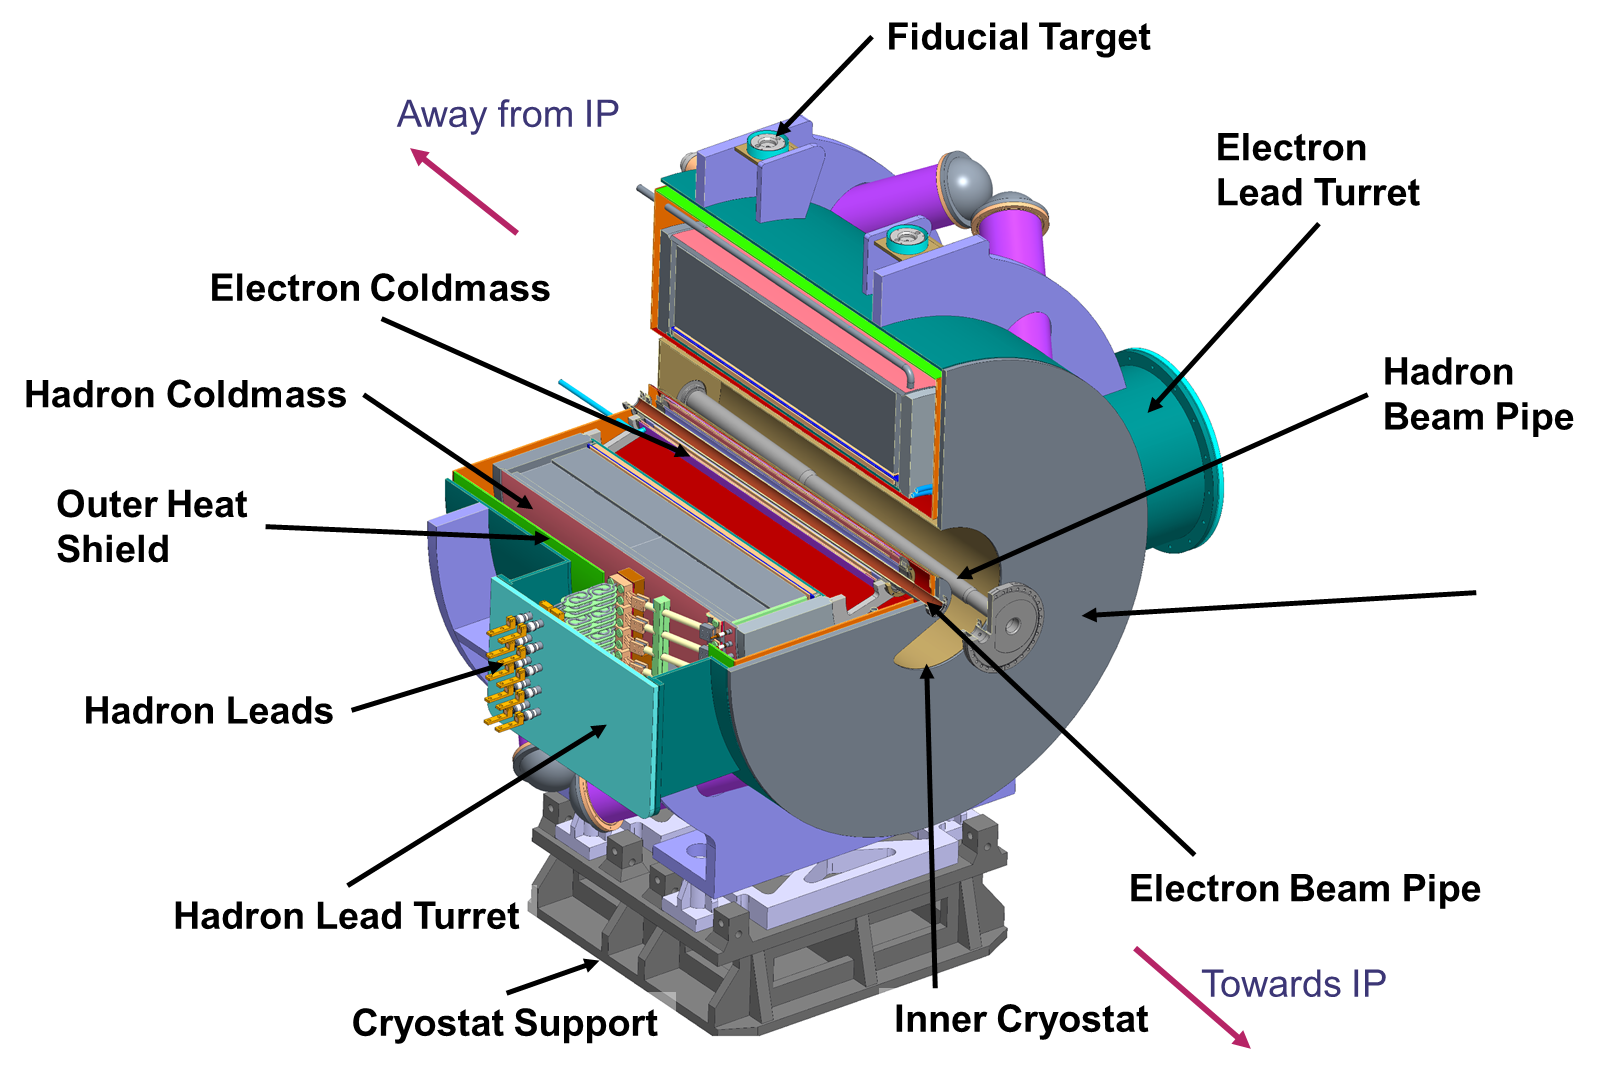 Fiducial Target
Away from IP
Electron
Lead Turret
Electron Coldmass
Hadron
Beam Pipe
Hadron Coldmass
Outer Heat
Shield
Hadron Leads
Electron Beam Pipe
Hadron Lead Turret
Towards IP
Inner Cryostat
Cryostat Support